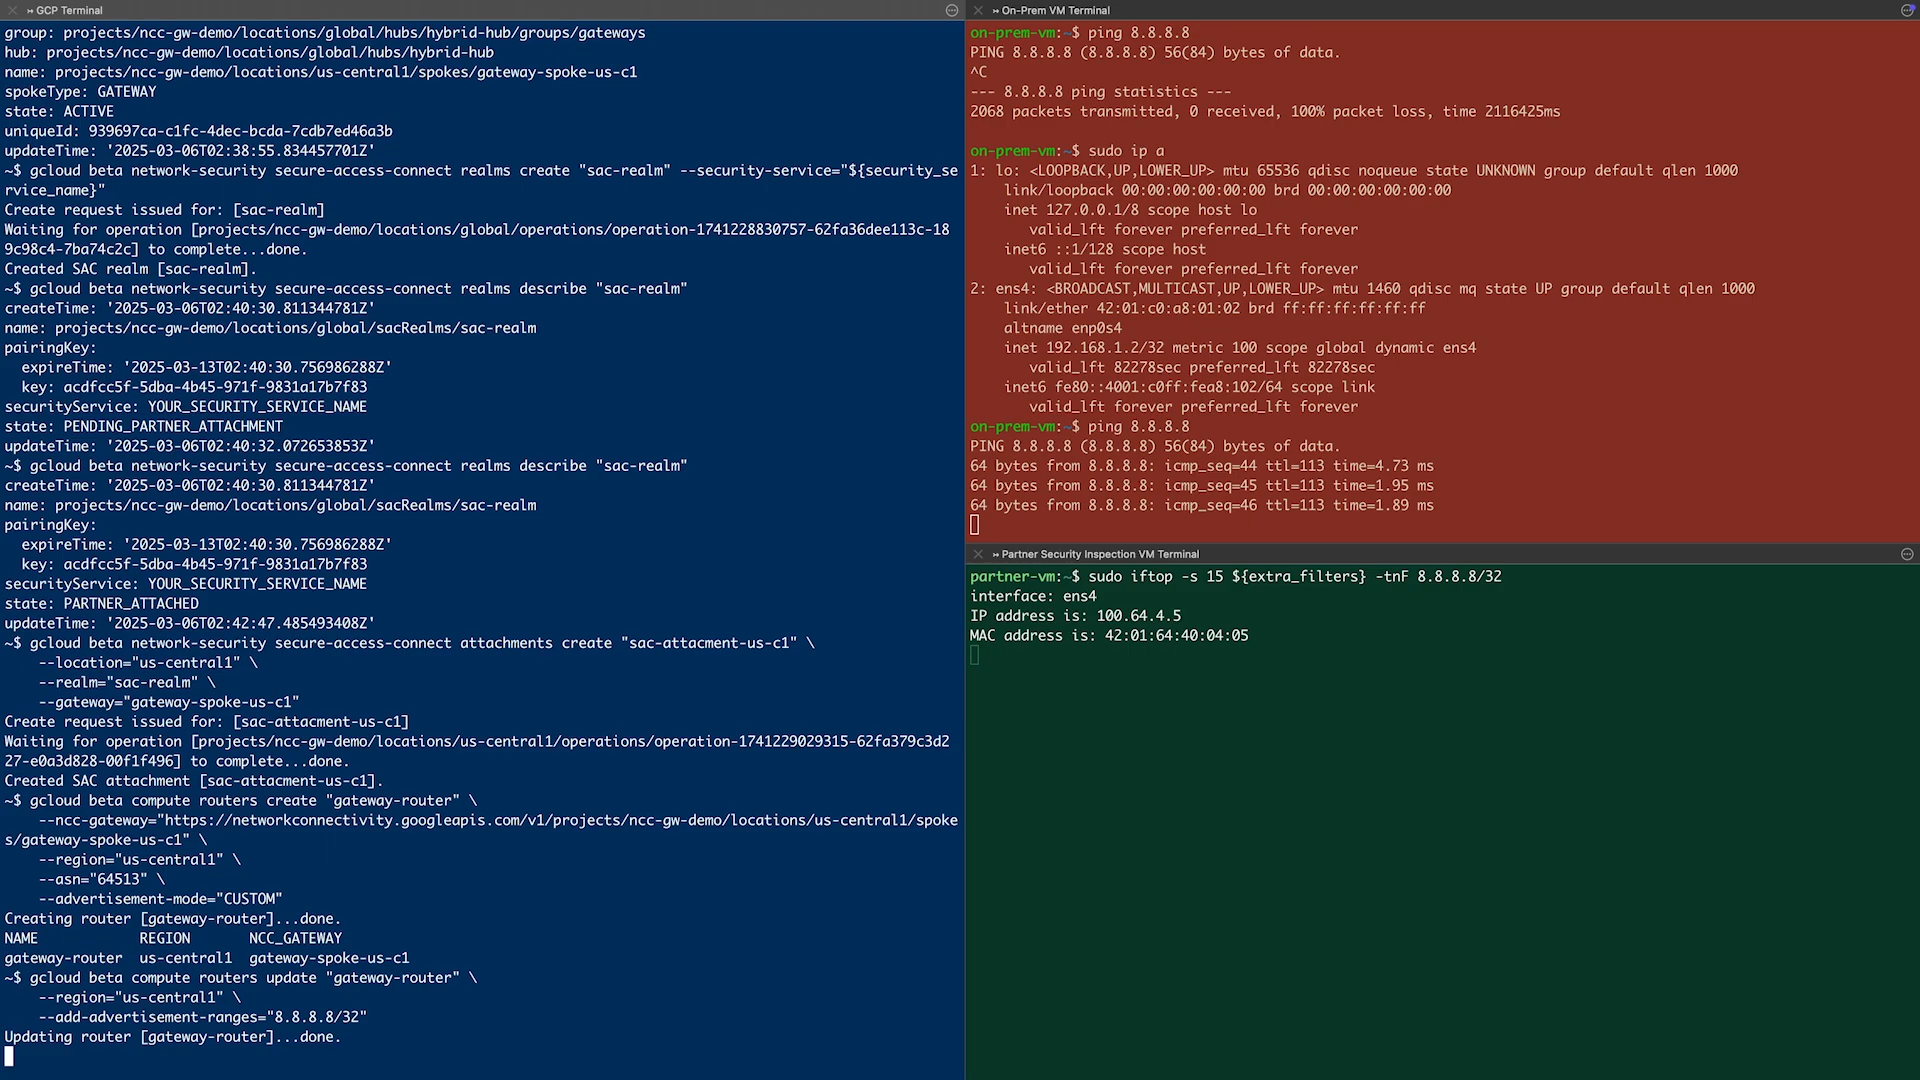 GCP Terminal
group: projects/ncc-gw-demo/locations/global/hubs/hybrid-hub/groups/gateways
hub: projects/ncc-gw-demo/locations/global/hubs/hybrid-hub
name: projects/ncc-gw-demo/locations/us-central1/spokes/gateway-spoke-us-c1
spokeType: GATEWAY
state: ACTIVE
uniqueId: 939697ca-c1fc-4dec-bcda-7cdb7ed46a3b
updateTime: '2025-03-06T02:38:55.834457701Z'
~$ gcloud beta network-security secure-access-connect realms create "sac-realm" --security-service="${security_se
rvice_name}"
Create request issued for: [sac-realm]
Waiting for operation [projects/ncc-gw-demo/locations/global/operations/operation-1741228830757-62fa36dee113c-18
9c98c4-7ba74c2c] to complete...done.
Created SAC realm [sac-realm].
~$ gcloud beta network-security secure-access-connect realms describe "sac-realm"
createTime: '2025-03-06T02:40:30.811344781Z'
name: projects/ncc-gw-demo/locations/global/sacRealms/sac-realm
pairingKey:
  expireTime: '2025-03-13T02:40:30.756986288Z'
  key: acdfcc5f-5dba-4b45-971f-9831a17b7f83
securityService: YOUR_SECURITY_SERVICE_NAME
state: PENDING_PARTNER_ATTACHMENT
updateTime: '2025-03-06T02:40:32.072653853Z'
~$ gcloud beta network-security secure-access-connect realms describe "sac-realm"
createTime: '2025-03-06T02:40:30.811344781Z'
name: projects/ncc-gw-demo/locations/global/sacRealms/sac-realm
pairingKey:
  expireTime: '2025-03-13T02:40:30.756986288Z'
  key: acdfcc5f-5dba-4b45-971f-9831a17b7f83
securityService: YOUR_SECURITY_SERVICE_NAME
state: PARTNER_ATTACHED
updateTime: '2025-03-06T02:42:47.485493408Z'
~$ gcloud beta network-security secure-access-connect attachments create "sac-attacment-us-c1" \
    --location="us-central1" \
    --realm="sac-realm" \
    --gateway="gateway-spoke-us-c1"
Create request issued for: [sac-attacment-us-c1]
Waiting for operation [projects/ncc-gw-demo/locations/us-central1/operations/operation-1741229029315-62fa379c3d2
27-e0a3d828-00f1f496] to complete...done.
Created SAC attachment [sac-attacment-us-c1].
~$ gcloud beta compute routers create "gateway-router" \
    --ncc-gateway="https://networkconnectivity.googleapis.com/v1/projects/ncc-gw-demo/locations/us-central1/spoke
s/gateway-spoke-us-c1" \
    --region="us-central1" \
    --asn="64513" \
    --advertisement-mode="CUSTOM"
Creating router [gateway-router]...done.
NAME            REGION       NCC_GATEWAY
gateway-router  us-central1  gateway-spoke-us-c1
~$ gcloud beta compute routers update "gateway-router" \
    --region="us-central1" \
    --add-advertisement-ranges="8.8.8.8/32"
Updating router [gateway-router]...done.
On-Prem VM Terminal
on-prem-vm:~$ ping 8.8.8.8
PING 8.8.8.8 (8.8.8.8) 56(84) bytes of data.
^C
--- 8.8.8.8 ping statistics ---
2068 packets transmitted, 0 received, 100% packet loss, time 2116425ms
on-prem-vm:~$ sudo ip a
1: lo: <LOOPBACK,UP,LOWER_UP> mtu 65536 qdisc noqueue state UNKNOWN group default qlen 1000
    link/loopback 00:00:00:00:00:00 brd 00:00:00:00:00:00
    inet 127.0.0.1/8 scope host lo
       valid_lft forever preferred_lft forever
    inet6 ::1/128 scope host
       valid_lft forever preferred_lft forever
2: ens4: <BROADCAST,MULTICAST,UP,LOWER_UP> mtu 1460 qdisc mq state UP group default qlen 1000
    link/ether 42:01:c0:a8:01:02 brd ff:ff:ff:ff:ff:ff
    altname enp0s4
    inet 192.168.1.2/32 metric 100 scope global dynamic ens4
       valid_lft 82278sec preferred_lft 82278sec
    inet6 fe80::4001:c0ff:fea8:102/64 scope link
       valid_lft forever preferred_lft forever
on-prem-vm:~$ ping 8.8.8.8
PING 8.8.8.8 (8.8.8.8) 56(84) bytes of data.
64 bytes from 8.8.8.8: icmp_seq=44 ttl=113 time=4.73 ms
64 bytes from 8.8.8.8: icmp_seq=45 ttl=113 time=1.95 ms
64 bytes from 8.8.8.8: icmp_seq=46 ttl=113 time=1.89 ms
Partner Security Inspection VM Terminal
partner-vm:~$ sudo iftop -s 15 ${extra_filters} -tnF 8.8.8.8/32
interface: ens4
IP address is: 100.64.4.5
MAC address is: 42:01:64:40:04:05